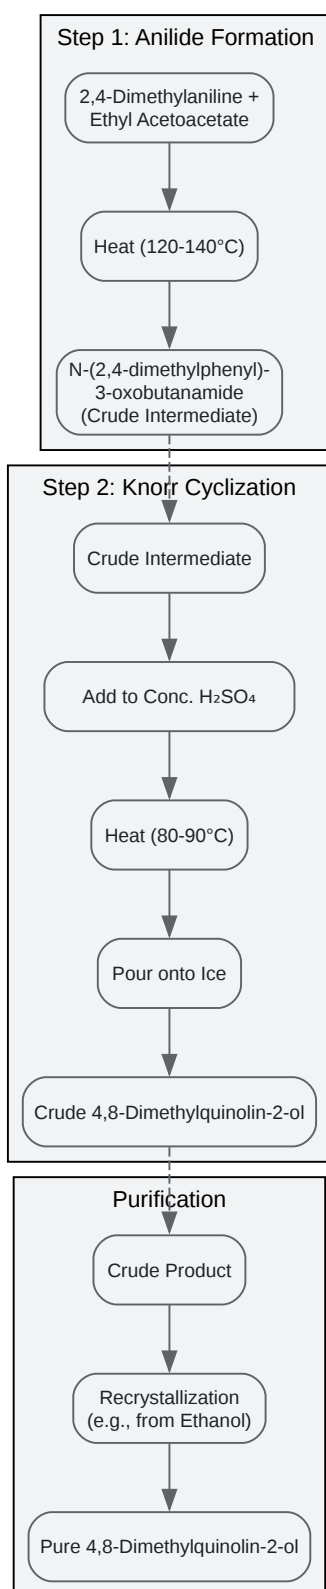 Step 1: Anilide Formation
2,4-Dimethylaniline +
Ethyl Acetoacetate
Heat (120-140°C)
N-(2,4-dimethylphenyl)-
3-oxobutanamide
(Crude Intermediate)
Step 2: Knorr Cyclization
Crude Intermediate
Add to Conc. H₂SO₄
Heat (80-90°C)
Pour onto Ice
Crude 4,8-Dimethylquinolin-2-ol
Purification
Crude Product
Recrystallization
(e.g., from Ethanol)
Pure 4,8-Dimethylquinolin-2-ol